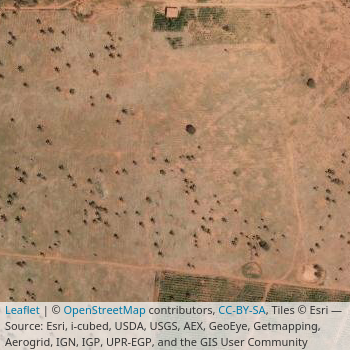 Leaflet | © OpenStreetMap contributors, CC-BY-SA, Tiles © Esri —
Source: Esri, i-cubed, USDA, USGS, AEX, GeoEye, Getmapping,
Aerogrid, IGN, IGP, UPR-EGP, and the GIS User Community